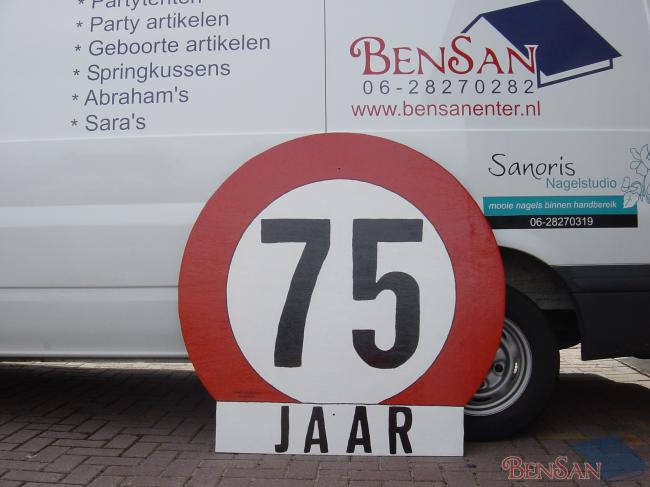 * Partytenten
* Party artikelen
* Geboorte artikelen
* Springkussens
* Abraham's
* Sara's
BENSAN
06-28270282
www.bensanenter.nl
Sanoris
Nagelstudio
mooie nagels binnen handbereik
06-28270319
75
JAAR
BENSAN